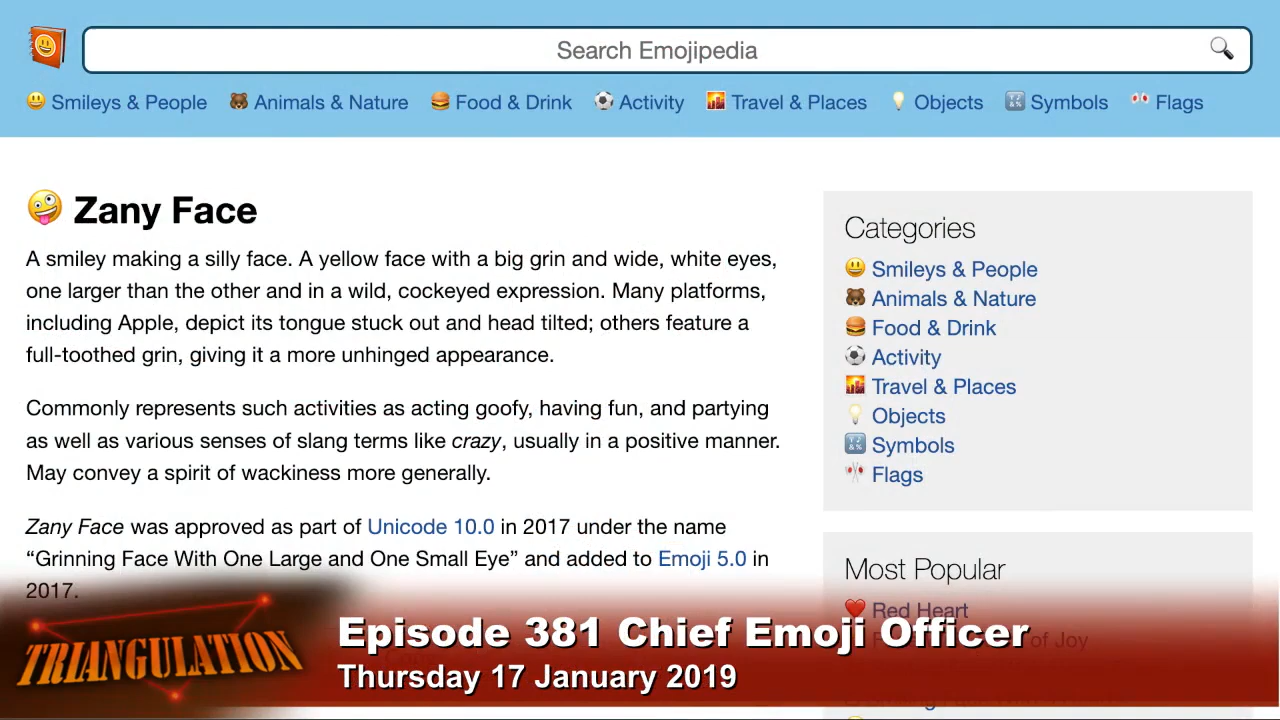 Search Emojipedia
Smileys & People Animals & Nature Food & Drink Activity Travel & Places Objects Symbols Flags
Zany Face
A smiley making a silly face. A yellow face with a big grin and wide, white eyes,
one larger than the other and in a wild, cockeyed expression. Many platforms,
including Apple, depict its tongue stuck out and head tilted; others feature a
full-toothed grin, giving it a more unhinged appearance.
Commonly represents such activities as acting goofy, having fun, and partying
as well as various senses of slang terms like crazy, usually in a positive manner.
May convey a spirit of wackiness more generally.
Zany Face was approved as part of Unicode 10.0 in 2017 under the name
“Grinning Face With One Large and One Small Eye” and added to Emoji 5.0 in
2017.
Categories
Smileys & People
Animals & Nature
Food & Drink
Activity
Travel & Places
Objects
Symbols
Flags
Most Popular
Red Heart
of Joy
TRIANGULATION
Episode 381 Chief Emoji Officer
Thursday 17 January 2019